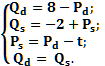 Q_d = 8 − P_d;
Q_s = −2 + P_s;
P_s = P_d − t;
Q_d = Q_s.